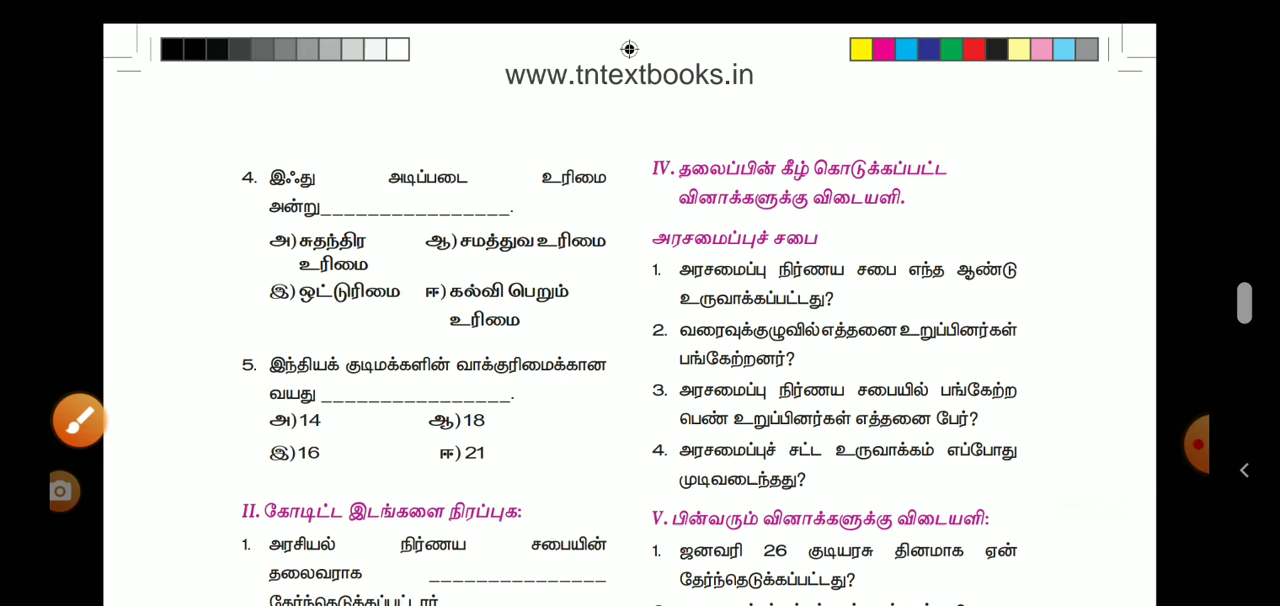 www.tntextbooks.in
4. இஃது அடிப்படை உரிமை
அன்று________________.
அ) சுதந்திர ஆ) சமத்துவ உரிமை
உரிமை
இ) ஒட்டுரிமை ஈ) கல்வி பெறும்
உரிமை
5. இந்தியக் குடிமக்களின் வாக்குரிமைக்கான
வயது ________________.
அ) 14 ஆ) 18
இ) 16 ஈ) 21
II. கோடிட்ட இடங்களை நிரப்புக:
1. அரசியல் நிர்ணய சபையின்
தலைவராக _______________
தேர்ந்தெடுக்கப்பட்டார்
IV. தலைப்பின் கீழ் கொடுக்கப்பட்ட
வினாக்களுக்கு விடையளி.
அரசமைப்புச் சபை
1. அரசமைப்பு நிர்ணய சபை எந்த ஆண்டு
உருவாக்கப்பட்டது?
2. வரைவுக்குழுவில் எத்தனை உறுப்பினர்கள்
பங்கேற்றனர்?
3. அரசமைப்பு நிர்ணய சபையில் பங்கேற்ற
பெண் உறுப்பினர்கள் எத்தனை பேர்?
4. அரசமைப்புச் சட்ட உருவாக்கம் எப்போது
முடிவடைந்தது?
V. பின்வரும் வினாக்களுக்கு விடையளி:
1. ஜனவரி 26 குடியரசு தினமாக ஏன்
தேர்ந்தெடுக்கப்பட்டது?